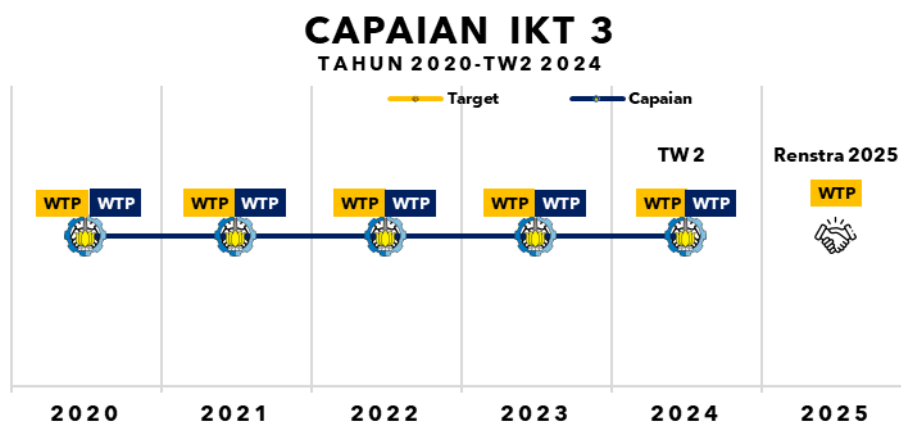 CAPAIAN IKT 3
TAHUN 2020-TW2 2024
Target Capaian
TW 2 Renstra 2025
WTP WTP WTP WTP WTP WTP WTP WTP WTP WTP WTP
2020 2021 2022 2023 2024 2025